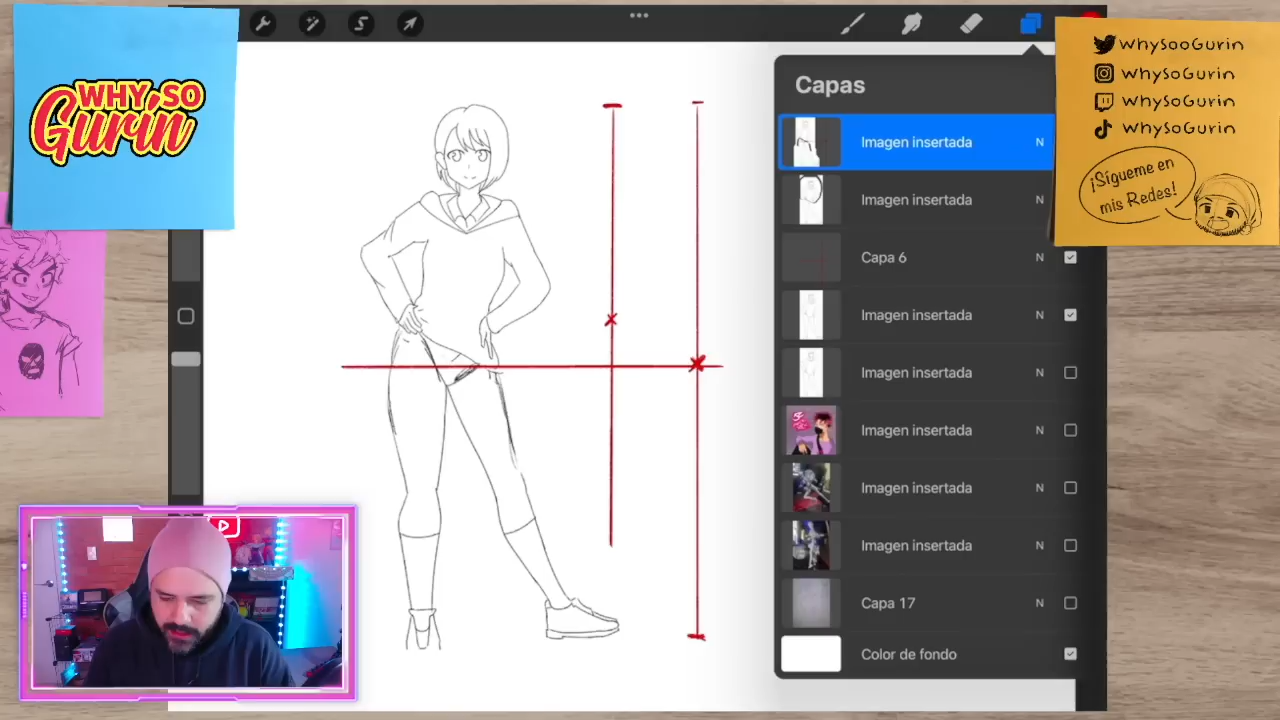 WHY SO
Gurin
Capas
Imagen insertada N
Imagen insertada N
Capa 6 N
Imagen insertada N
Imagen insertada N
Imagen insertada N
Imagen insertada N
Imagen insertada N
Capa 17 N
Color de fondo
WhySooGurin
WhySoGurin
WhySoGurin
WhySoGurin
¡Sígueme en
mis Redes!